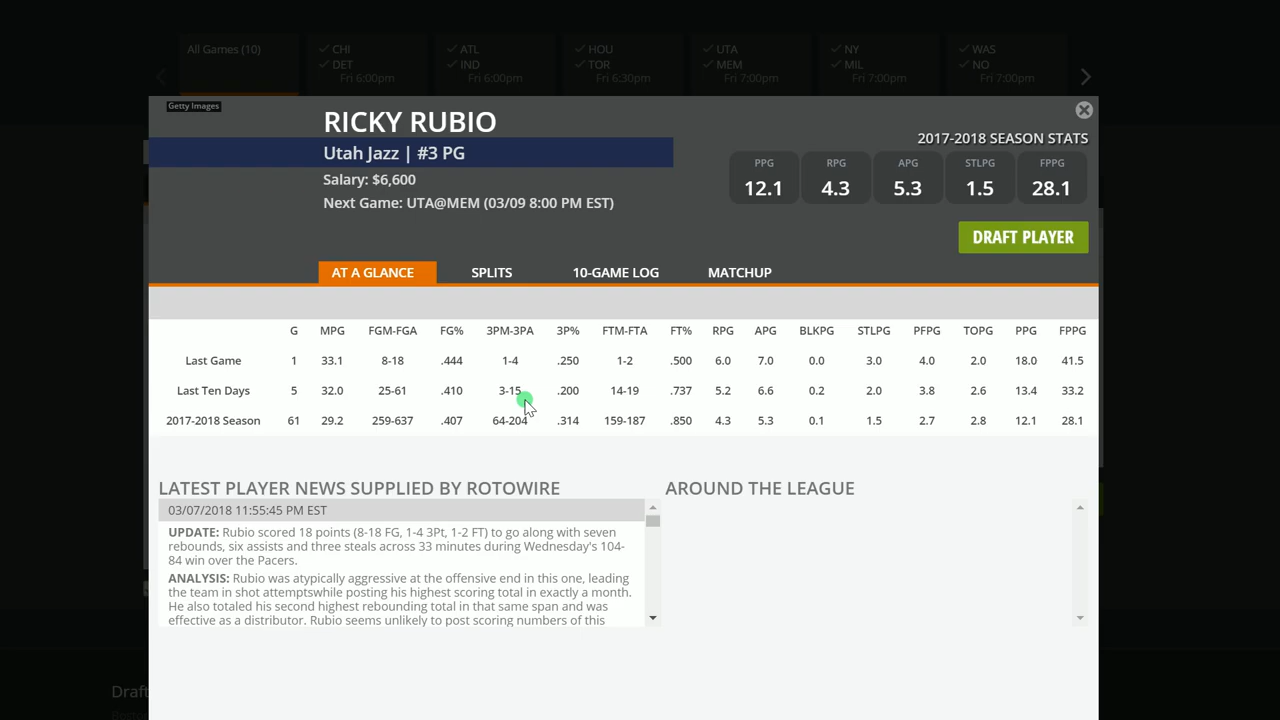 All Games (10)
CHI
DET
Fri 6:00pm
ATL
IND
Fri 6:00pm
HOU
TOR
Fri 6:30pm
UTA
MEM
Fri 7:00pm
NY
MIL
Fri 7:00pm
WAS
NO
Fri 7:00pm
Getty Images
RICKY RUBIO
Utah Jazz | #3 PG
Salary: $6,600
Next Game: UTA@MEM (03/09 8:00 PM EST)
2017-2018 SEASON STATS
PPG RPG APG STLPG FPPG
12.1 4.3 5.3 1.5 28.1
DRAFT PLAYER
AT A GLANCE SPLITS 10-GAME LOG MATCHUP
G MPG FGM-FGA FG% 3PM-3PA 3P% FTM-FTA FT% RPG APG BLKPG STLPG PFPG TOPG PPG FPPG
Last Game 1 33.1 8-18 .444 1-4 .250 1-2 .500 6.0 7.0 0.0 3.0 4.0 2.0 18.0 41.5
Last Ten Days 5 32.0 25-61 .410 3-15 .200 14-19 .737 5.2 6.6 0.2 2.0 3.8 2.6 13.4 33.2
2017-2018 Season 61 29.2 259-637 .407 64-204 .314 159-187 .850 4.3 5.3 0.1 1.5 2.7 2.8 12.1 28.1
LATEST PLAYER NEWS SUPPLIED BY ROTOWIRE
03/07/2018 11:55:45 PM EST
UPDATE: Rubio scored 18 points (8-18 FG, 1-4 3Pt, 1-2 FT) to go along with seven
rebounds, six assists and three steals across 33 minutes during Wednesday's 104-
84 win over the Pacers.
ANALYSIS: Rubio was atypically aggressive at the offensive end in this one, leading
the team in shot attemptswhile posting his highest scoring total in exactly a month.
He also totaled his second highest rebounding total in that same span and was
effective as a distributor. Rubio seems unlikely to post scoring numbers of this
AROUND THE LEAGUE
Draft